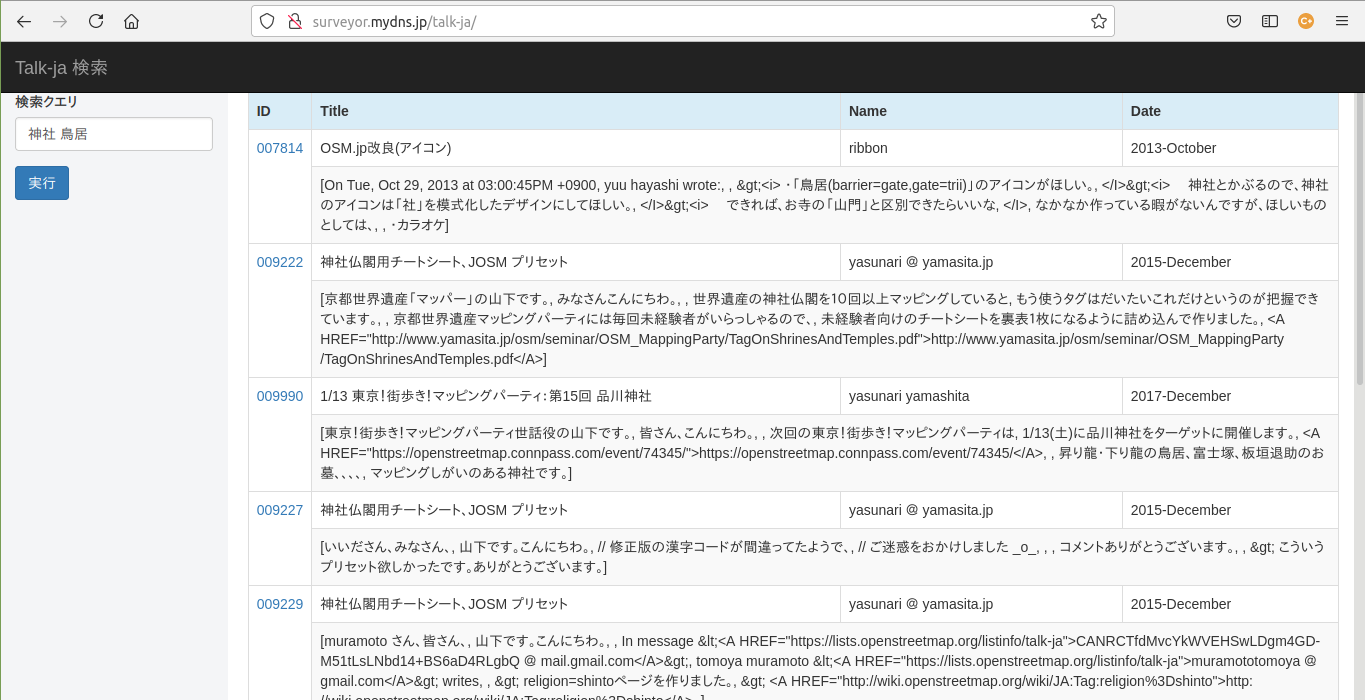 surveyor.mydns.jp/talk-ja/
Talk-ja 検索
検索クエリ
神社 鳥居
実行
ID Title Name Date
007814 OSM.jp改良(アイコン) ribbon 2013-October
[On Tue, Oct 29, 2013 at 03:00:45PM +0900, yuu hayashi wrote:, , &gt;<i> ・「鳥居(barrier=gate,gate=trii)」のアイコンがほしい。, </I>&gt;<i>　 神社とかぶるので、神社
のアイコンは「社」を模式化したデザインにしてほしい。, </I>&gt;<i>　 できれば、お寺の「山門」と区別できたらいいな, </I>, なかなか作っている暇がないんですが、ほしいもの
としては、, , ・カラオケ]
009222 神社仏閣用チートシート、JOSM プリセット yasunari @ yamasita.jp 2015-December
[京都世界遺産「マッパー」の山下です。, みなさんこんにちわ。, , 世界遺産の神社仏閣を10回以上マッピングしていると, もう使うタグはだいたいこれだけというのが把握でき
ています。, , 京都世界遺産マッピングパーティには毎回未経験者がいらっしゃるので、, 未経験者向けのチートシートを裏表1枚になるように詰め込んで作りました。, <A
HREF="http://www.yamasita.jp/osm/seminar/OSM_MappingParty/TagOnShrinesAndTemples.pdf">http://www.yamasita.jp/osm/seminar/OSM_MappingParty
/TagOnShrinesAndTemples.pdf</A>]
009990 1/13 東京！街歩き！マッピングパーティ：第15回 品川神社 yasunari yamashita 2017-December
[東京！街歩き！マッピングパーティ世話役の山下です。, 皆さん、こんにちわ。, , 次回の東京！街歩き！マッピングパーティは, 1/13(土)に品川神社をターゲットに開催します。, <A
HREF="https://openstreetmap.connpass.com/event/74345/">https://openstreetmap.connpass.com/event/74345/</A>, , 昇り龍・下り龍の鳥居、富士塚、板垣退助のお
墓、、、、, マッピングしがいのある神社です。]
009227 神社仏閣用チートシート、JOSM プリセット yasunari @ yamasita.jp 2015-December
[いいださん、みなさん、, 山下です。こんにちわ。, // 修正版の漢字コードが間違ってたようで、, // ご迷惑をおかけしました _o_, , , コメントありがとうございます。, , &gt; こういう
プリセット欲しかったです。ありがとうございます。]
009229 神社仏閣用チートシート、JOSM プリセット yasunari @ yamasita.jp 2015-December
[muramoto さん、皆さん、, 山下です。こんにちわ。, , In message &lt;<A HREF="https://lists.openstreetmap.org/listinfo/talk-ja">CANRCTfdMvcYkWVEHSwLDgm4GD-
M51tLsLNbd14+BS6aD4RLgbQ @ mail.gmail.com</A>&gt;, tomoya muramoto &lt;<A HREF="https://lists.openstreetmap.org/listinfo/talk-ja">muramototomoya @
gmail.com</A>&gt; writes, , &gt; religion=shintoページを作りました。, &gt; <A HREF="http://wiki.openstreetmap.org/wiki/JA:Tag:religion%3Dshinto">http:
//wiki.openstreetmap.org/wiki/JA:Tag:religion%3Dshinto</A>, ]